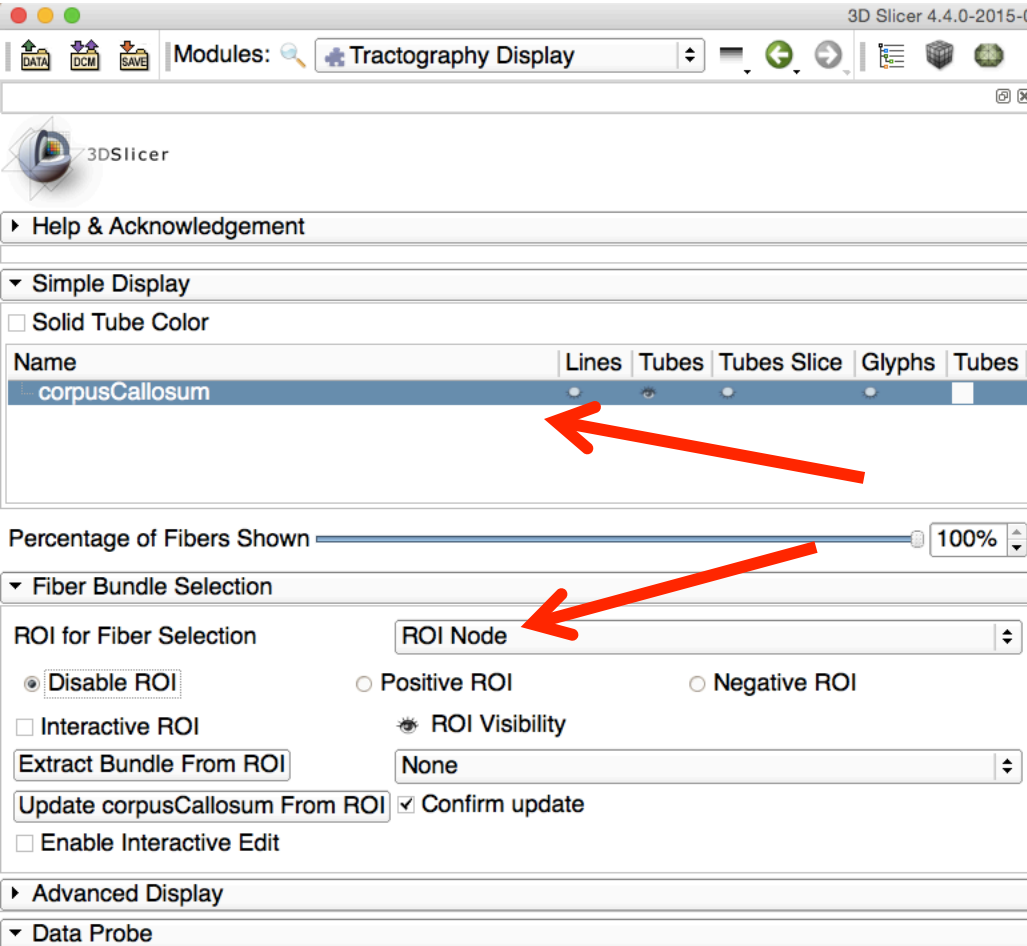 3D Slicer 4.4.0-2015-0
DATA DCM SAVE Modules: Tractography Display
3DSlicer
Help & Acknowledgement
Simple Display
Solid Tube Color
Name Lines Tubes Tubes Slice Glyphs Tubes
corpusCallosum
Percentage of Fibers Shown 100%
Fiber Bundle Selection
ROI for Fiber Selection ROI Node
Disable ROI Positive ROI Negative ROI
Interactive ROI ROI Visibility
Extract Bundle From ROI None
Update corpusCallosum From ROI Confirm update
Enable Interactive Edit
Advanced Display
Data Probe